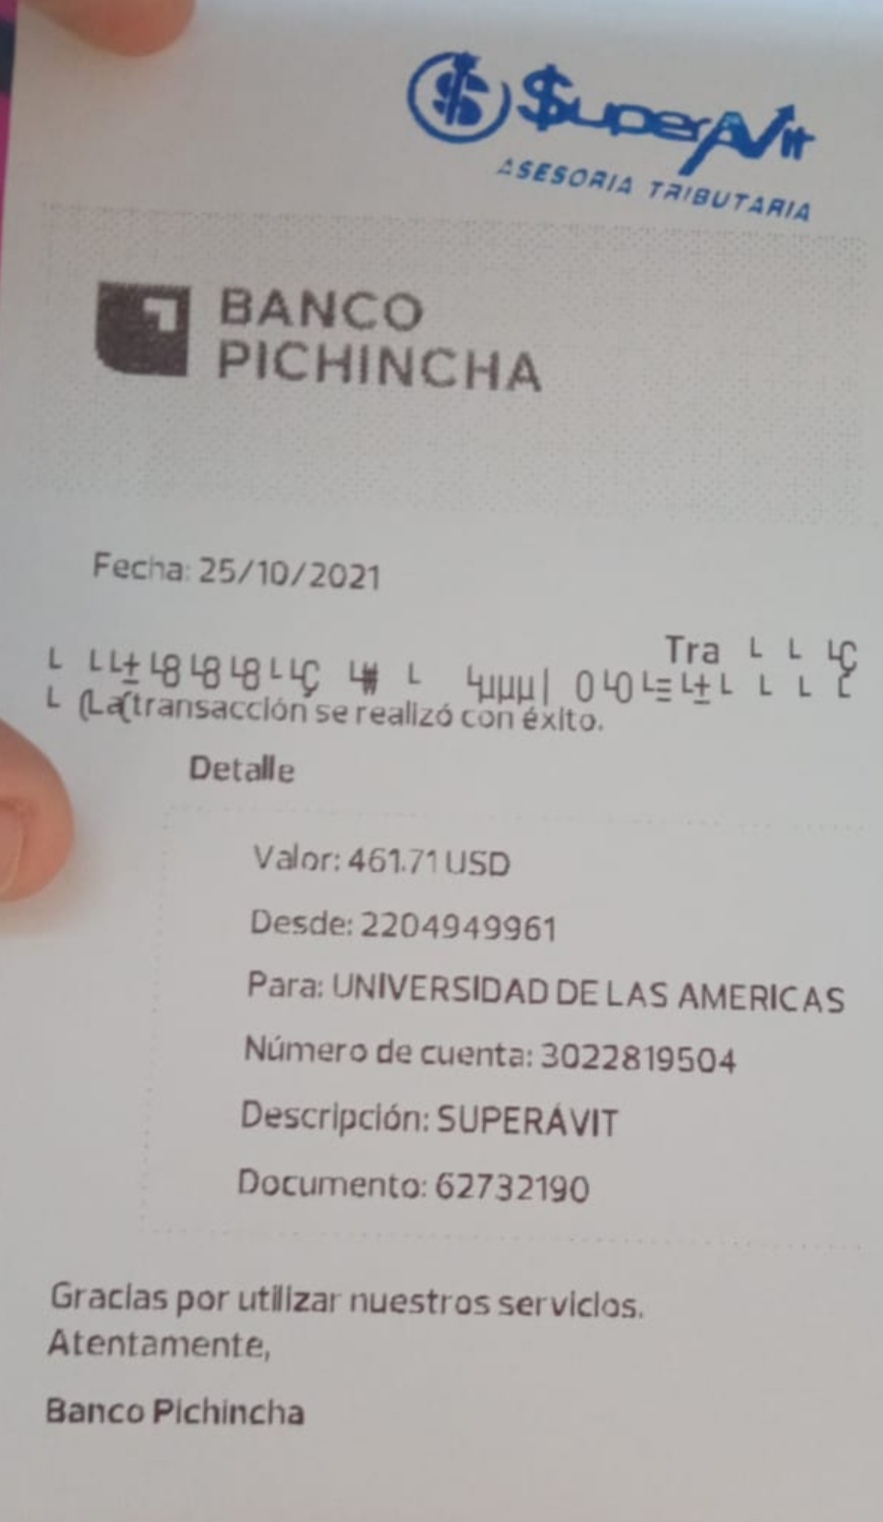 SuperAvit
ASESORIA TRIBUTARIA
BANCO
PICHINCHA
Fecha: 25/10/2021
Tra
La transacción se realizó con éxito.
Detalle
Valor: 461.71 USD
Desde: 2204949961
Para: UNIVERSIDAD DE LAS AMERICAS
Número de cuenta: 3022819504
Descripción: SUPERÁVIT
Documento: 62732190
Gracias por utilizar nuestros servicios.
Atentamente,
Banco Pichincha